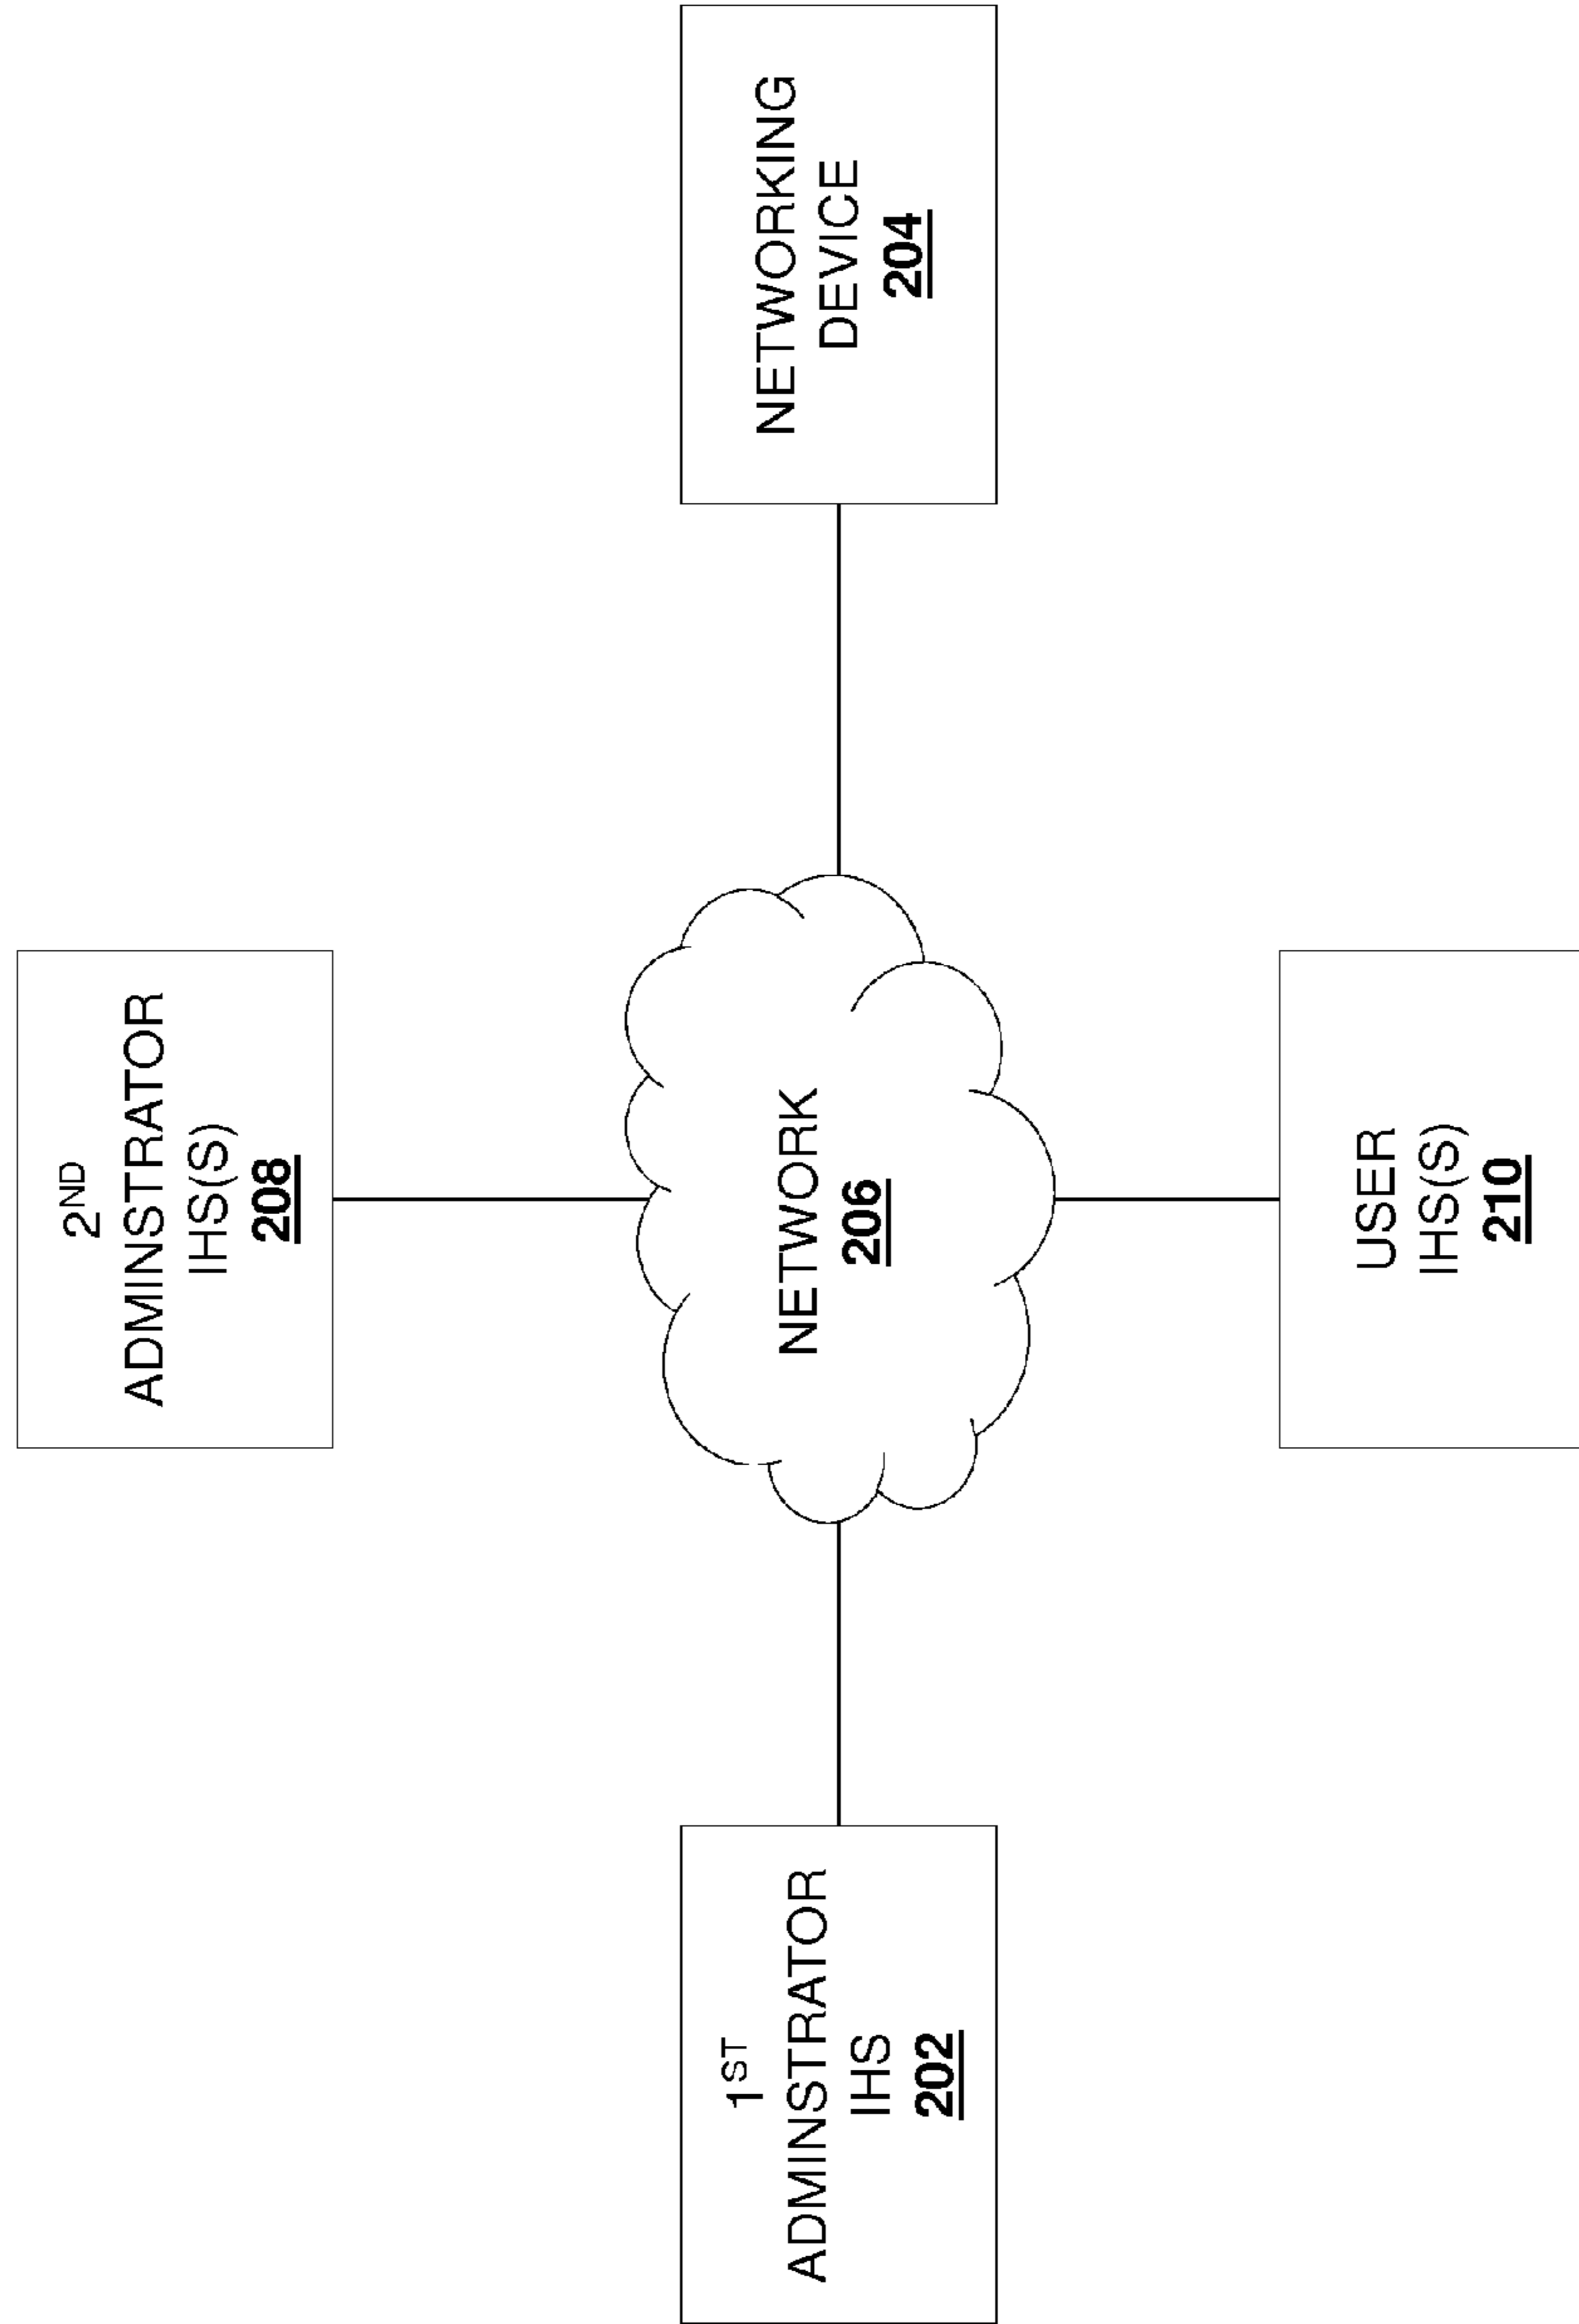 2ND
ADMINSTRATOR
IHS(S)
208
1ST
ADMINSTRATOR
IHS
202
NETWORK
206
NETWORKING
DEVICE
204
USER
IHS(S)
210